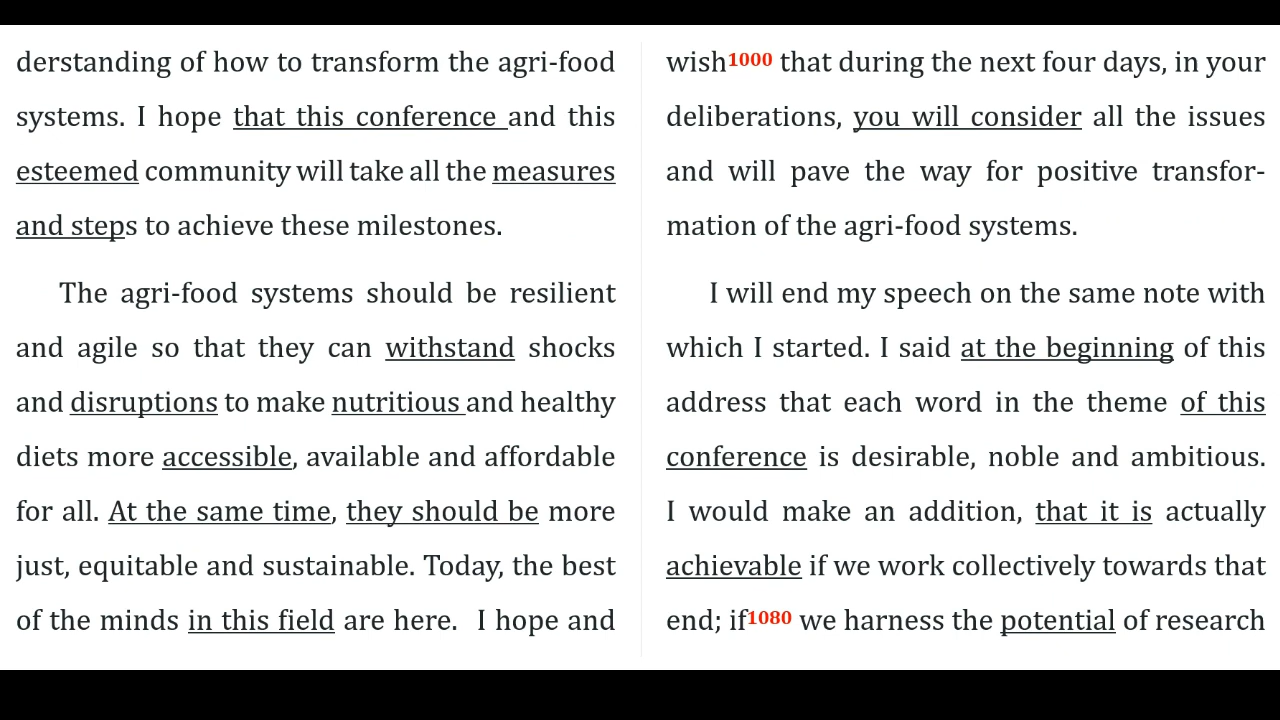 derstanding of how to transform the agri-food
systems. I hope that this conference and this
esteemed community will take all the measures
and steps to achieve these milestones.
The agri-food systems should be resilient
and agile so that they can withstand shocks
and disruptions to make nutritious and healthy
diets more accessible, available and affordable
for all. At the same time, they should be more
just, equitable and sustainable. Today, the best
of the minds in this field are here. I hope and
wish1000 that during the next four days, in your
deliberations, you will consider all the issues
and will pave the way for positive transfor-
mation of the agri-food systems.
I will end my speech on the same note with
which I started. I said at the beginning of this
address that each word in the theme of this
conference is desirable, noble and ambitious.
I would make an addition, that it is actually
achievable if we work collectively towards that
end; if1080 we harness the potential of research